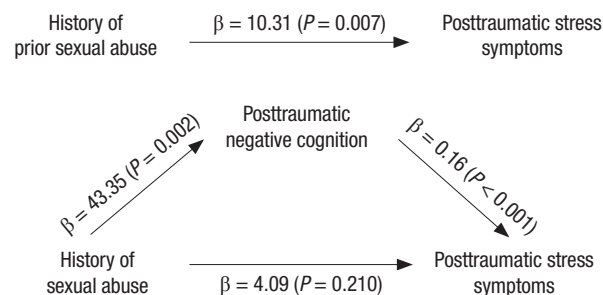 History of
prior sexual abuse
β = 10.31 (P = 0.007)
Posttraumatic stress
symptoms
Posttraumatic
negative cognition
β = 43.35 (P = 0.002)
β = 0.16 (P < 0.001)
History of
sexual abuse
β = 4.09 (P = 0.210)
Posttraumatic stress
symptoms